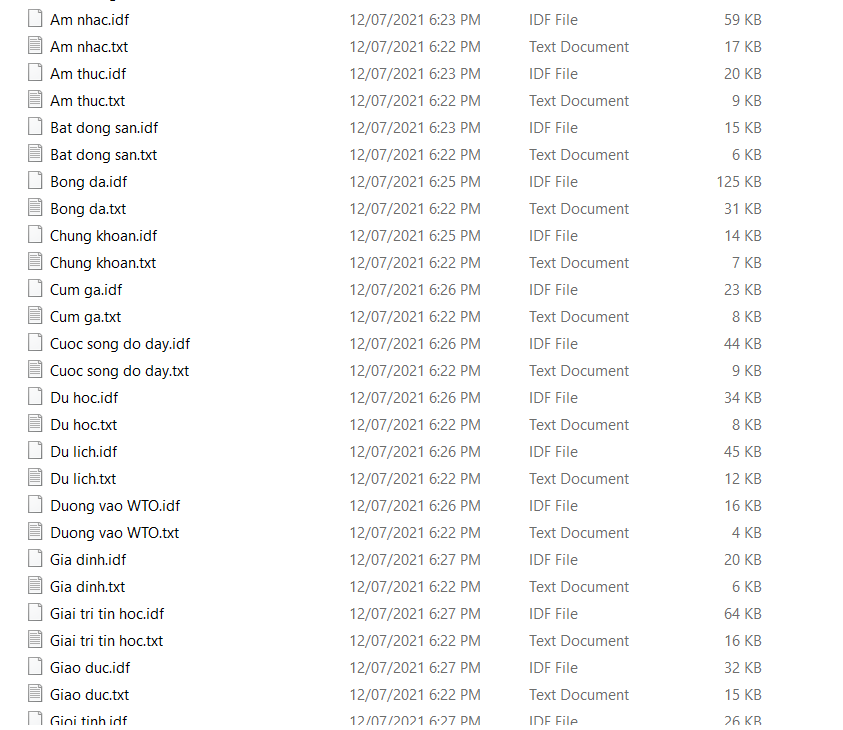 Am nhac.idf 12/07/2021 6:23 PM IDF File 59 KB
Am nhac.txt 12/07/2021 6:22 PM Text Document 17 KB
Am thuc.idf 12/07/2021 6:23 PM IDF File 20 KB
Am thuc.txt 12/07/2021 6:22 PM Text Document 9 KB
Bat dong san.idf 12/07/2021 6:23 PM IDF File 15 KB
Bat dong san.txt 12/07/2021 6:22 PM Text Document 6 KB
Bong da.idf 12/07/2021 6:25 PM IDF File 125 KB
Bong da.txt 12/07/2021 6:22 PM Text Document 31 KB
Chung khoan.idf 12/07/2021 6:25 PM IDF File 14 KB
Chung khoan.txt 12/07/2021 6:22 PM Text Document 7 KB
Cum ga.idf 12/07/2021 6:26 PM IDF File 23 KB
Cum ga.txt 12/07/2021 6:22 PM Text Document 8 KB
Cuoc song do day.idf 12/07/2021 6:26 PM IDF File 44 KB
Cuoc song do day.txt 12/07/2021 6:22 PM Text Document 9 KB
Du hoc.idf 12/07/2021 6:26 PM IDF File 34 KB
Du hoc.txt 12/07/2021 6:22 PM Text Document 8 KB
Du lich.idf 12/07/2021 6:26 PM IDF File 45 KB
Du lich.txt 12/07/2021 6:22 PM Text Document 12 KB
Duong vao WTO.idf 12/07/2021 6:26 PM IDF File 16 KB
Duong vao WTO.txt 12/07/2021 6:22 PM Text Document 4 KB
Gia dinh.idf 12/07/2021 6:27 PM IDF File 20 KB
Gia dinh.txt 12/07/2021 6:22 PM Text Document 6 KB
Giai tri tin hoc.idf 12/07/2021 6:27 PM IDF File 64 KB
Giai tri tin hoc.txt 12/07/2021 6:22 PM Text Document 16 KB
Giao duc.idf 12/07/2021 6:27 PM IDF File 32 KB
Giao duc.txt 12/07/2021 6:22 PM Text Document 15 KB
Gioi tinh.idf 12/07/2021 6:27 PM IDF File 26 KB